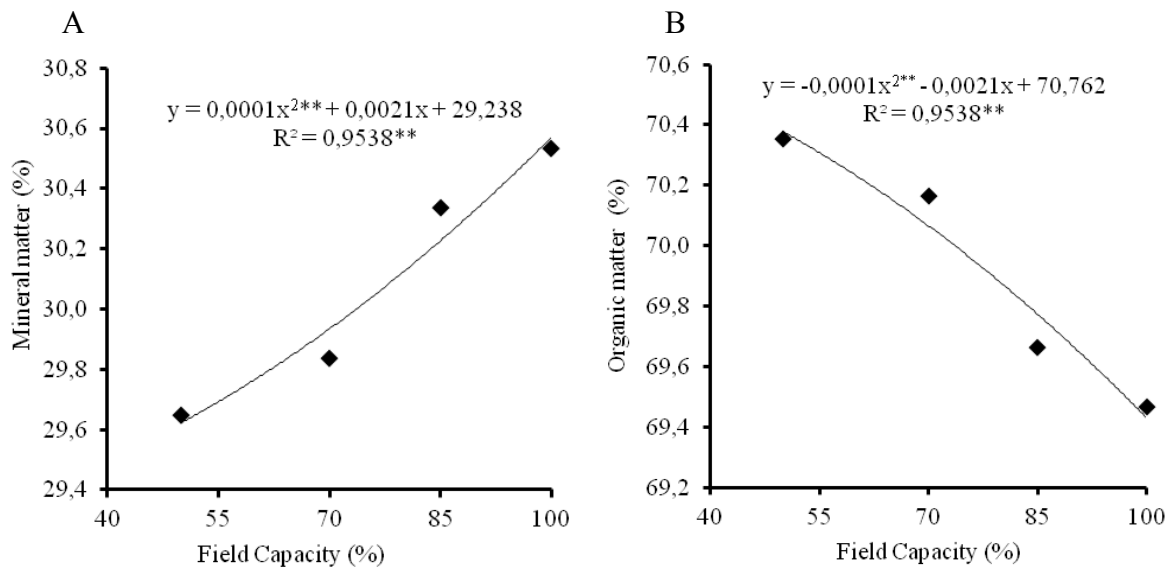 A
Mineral matter (%)
30,8
30,6
30,4
30,2
30,0
29,8
29,6
29,4
y = 0,0001x²** + 0,0021x + 29,238
R² = 0,9538**
40 55 70 85 100
Field Capacity (%)
B
Organic matter (%)
70,6
70,4
70,2
70,0
69,8
69,6
69,4
69,2
y = -0,0001x²** - 0,0021x + 70,762
R² = 0,9538**
40 55 70 85 100
Field Capacity (%)